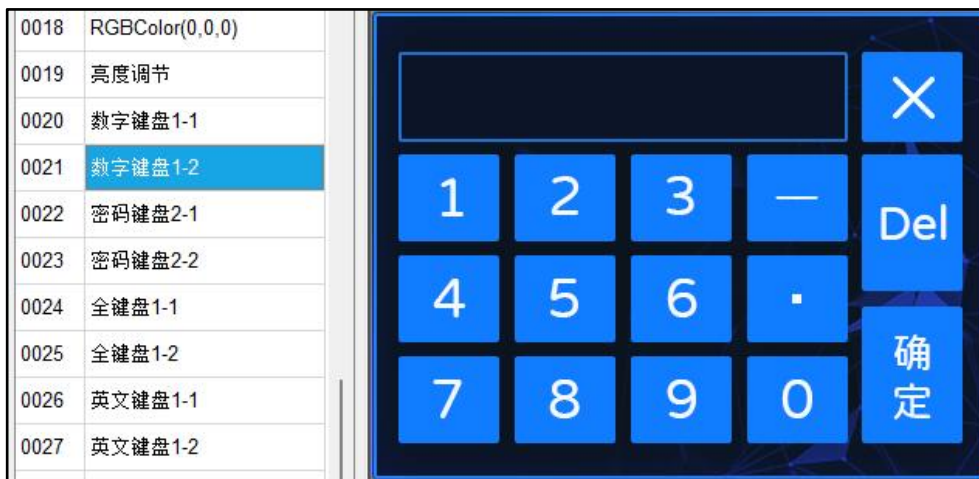 0018 RGBColor(0,0,0)
0019 亮度调节
0020 数字键盘1-1
0021 数字键盘1-2
0022 密码键盘2-1
0023 密码键盘2-2
0024 全键盘1-1
0025 全键盘1-2
0026 英文键盘1-1
0027 英文键盘1-2
×
1 2 3 — Del
4 5 6 .
7 8 9 0 确定